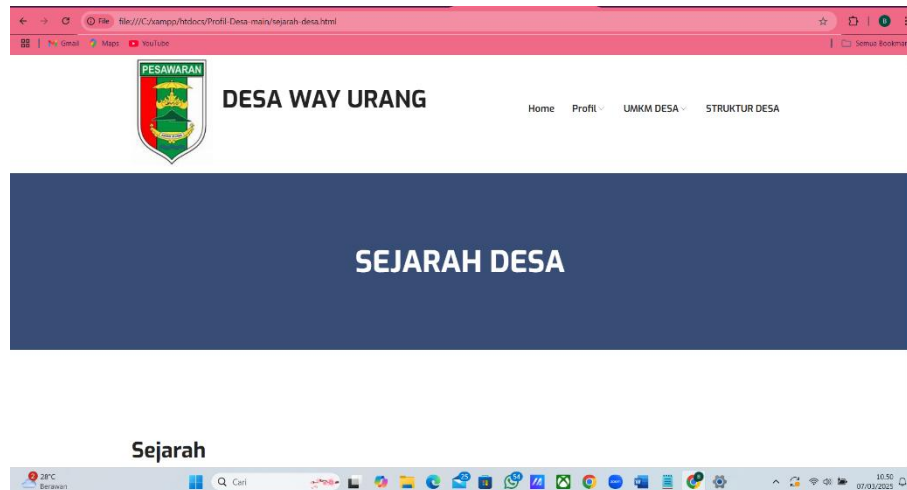 File file:///C:/xampp/htdocs/Profil-Desa-main/sejarah-desa.html
Gmail Maps YouTube Semua Bookmar
PESAWARAN
DESA WAY URANG
Home Profil UMKM DESA STRUKTUR DESA
SEJARAH DESA
Sejarah
28°C
Berawan
Cari
10.50
07/03/2025